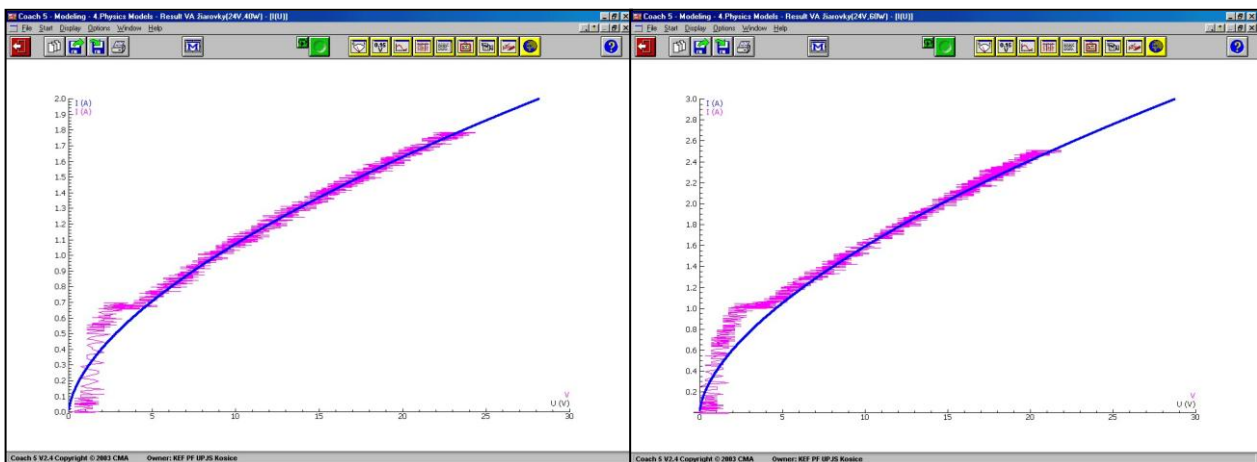 Coach 5 - Modeling - 4.Physics Models - Result VA Žiarovky(24V,40W) - [I(U)]
File Start Display Options Window Help
I (A)
I (A)
2.0
1.9
1.8
1.7
1.6
1.5
1.4
1.3
1.2
1.1
1.0
0.9
0.8
0.7
0.6
0.5
0.4
0.3
0.2
0.1
0.0
0 5 10 15 20 25 30
V
U (V)
Coach 5 V2.4 Copyright © 2003 CMA Owner: KEF PF UPJS Kosice
Coach 5 - Modeling - 4.Physics Models - Result VA Žiarovky(24V,60W) - [I(U)]
File Start Display Options Window Help
I (A)
I (A)
3.0
2.8
2.6
2.4
2.2
2.0
1.8
1.6
1.4
1.2
1.0
0.8
0.6
0.4
0.2
0 5 10 15 20 25 30
V
U (V)
Coach 5 V2.4 Copyright © 2003 CMA Owner: KEF PF UPJS Kosice